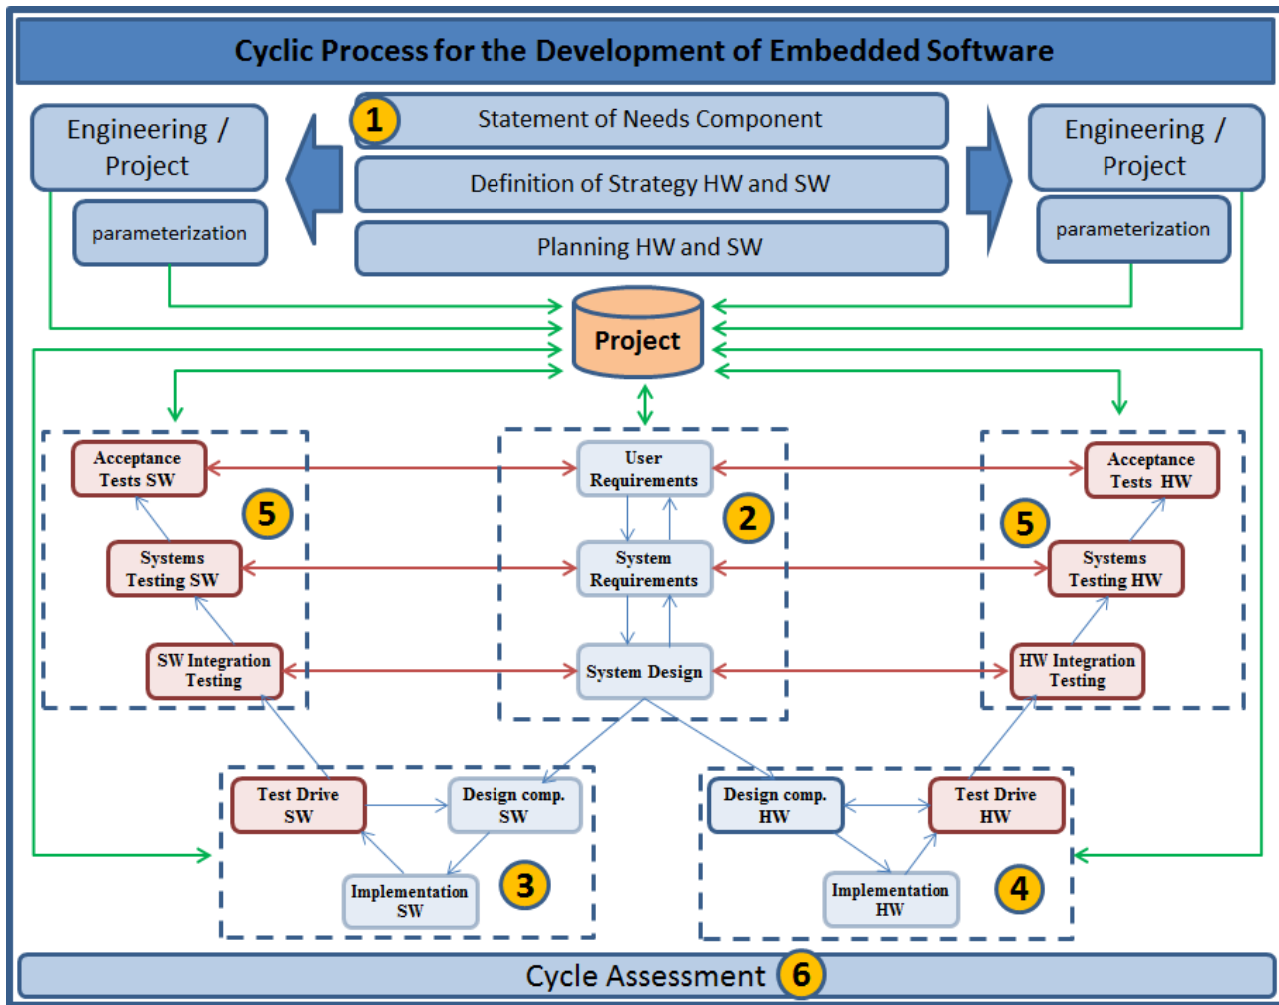 Cyclic Process for the Development of Embedded Software
Engineering /
Project
parameterization
1
Statement of Needs Component
Definition of Strategy HW and SW
Planning HW and SW
Engineering /
Project
parameterization
Project
Acceptance
Tests SW
5
Systems
Testing SW
SW Integration
Testing
User
Requirements
2
System
Requirements
System Design
Acceptance
Tests HW
5
Systems
Testing HW
HW Integration
Testing
Test Drive
SW
Design comp.
SW
Implementation
SW
3
Design comp.
HW
Test Drive
HW
Implementation
HW
4
Cycle Assessment 6